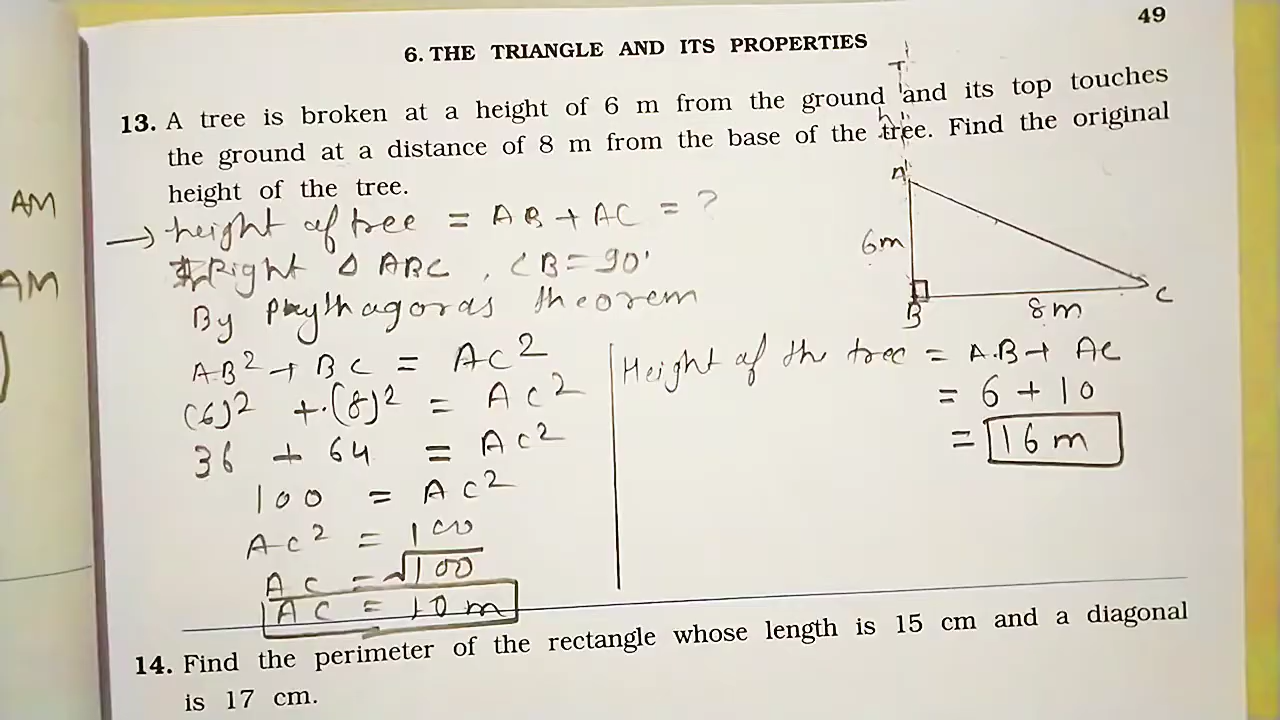 49
6. THE TRIANGLE AND ITS PROPERTIES
13. A tree is broken at a height of 6 m from the ground and its top touches
the ground at a distance of 8 m from the base of the tree. Find the original
height of the tree.
→ height of tree = AB + AC = ?
Right Δ ABC, ∠B = 90°
By Pythagoras theorem
AB² + BC = AC²
(6)² + (8)² = AC²
36 + 64 = AC²
100 = AC²
AC² = 100
AC = √100
AC = 10 m
T
A
6m
B
8m
C
Height of the tree = AB + AC
= 6 + 10
= 16 m
14. Find the perimeter of the rectangle whose length is 15 cm and a diagonal
is 17 cm.
AM
AM